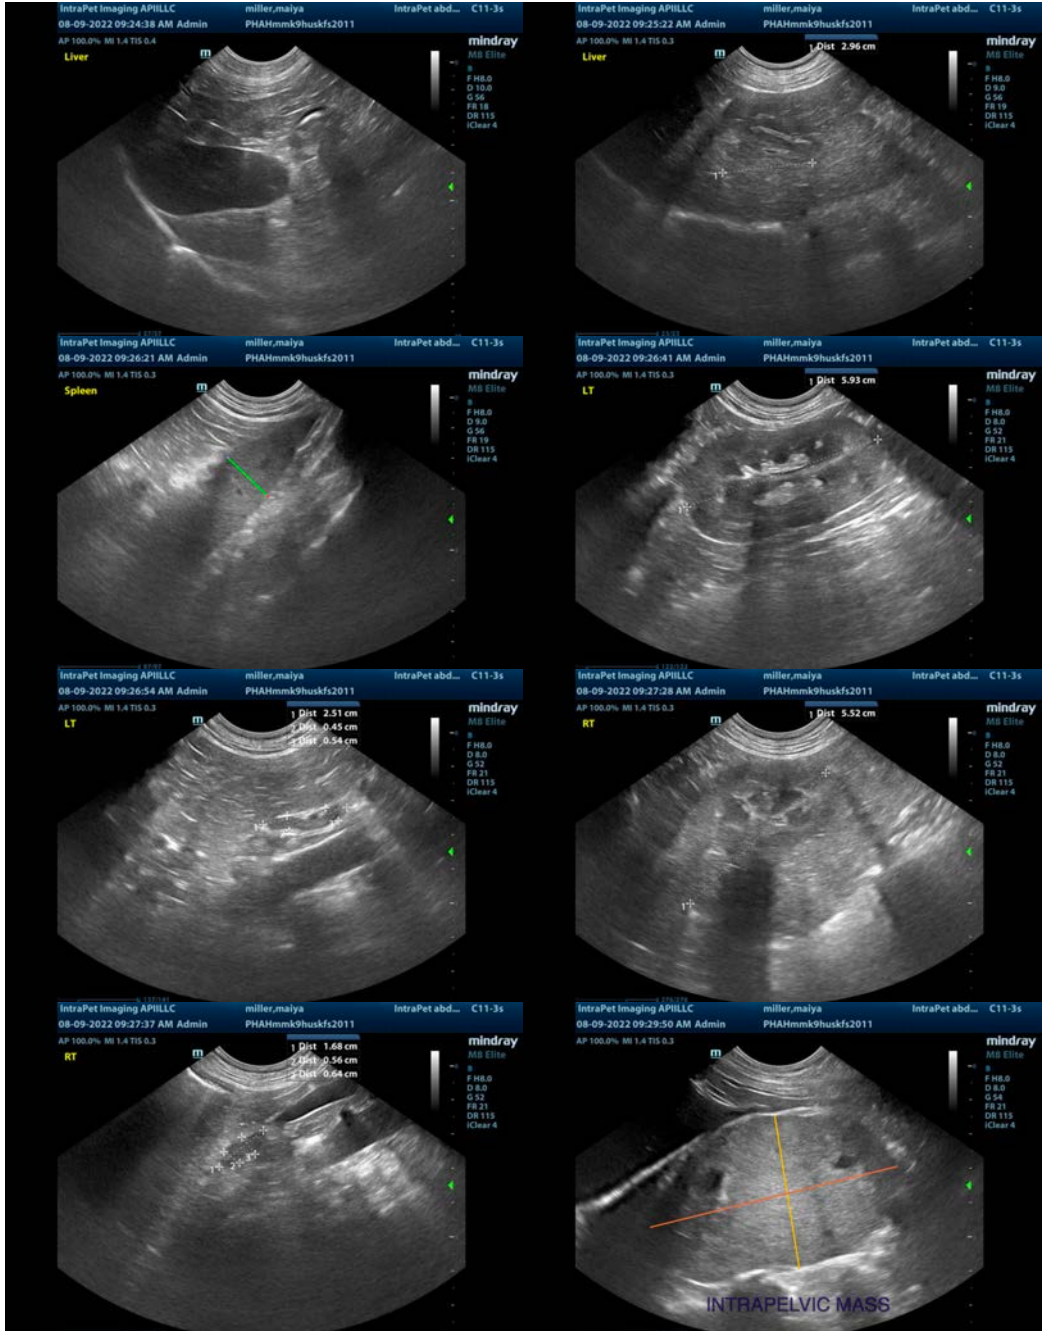 IntraPet Imaging APIILLC miller,maiya IntraPet abd... C11-3s
08-09-2022 09:24:38 AM Admin PHAHmmk9huskfs2011
AP 100.0% MI 1.4 TIS 0.4
mindray
M8 Elite
Liver
B
F H8.0
D 10.0
G 56
FR 18
DR 115
iClear 4
IntraPet Imaging APIILLC miller,maiya IntraPet abd... C11-3s
08-09-2022 09:25:22 AM Admin PHAHmmk9huskfs2011
AP 100.0% MI 1.4 TIS 0.3
1 Dist 2.96 cm
mindray
M8 Elite
Liver
B
F H8.0
D 9.0
G 56
FR 19
DR 115
iClear 4
1
IntraPet Imaging APIILLC miller,maiya IntraPet abd... C11-3s
08-09-2022 09:26:21 AM Admin PHAHmmk9huskfs2011
AP 100.0% MI 1.4 TIS 0.3
mindray
M8 Elite
Spleen
B
F H8.0
D 9.0
G 56
FR 19
DR 115
iClear 4
IntraPet Imaging APIILLC miller,maiya IntraPet abd... C11-3s
08-09-2022 09:26:41 AM Admin PHAHmmk9huskfs2011
AP 100.0% MI 1.4 TIS 0.3
1 Dist 5.93 cm
mindray
M8 Elite
LT
B
F H8.0
D 8.0
G 52
FR 21
DR 115
iClear 4
1
IntraPet Imaging APIILLC miller,maiya IntraPet abd... C11-3s
08-09-2022 09:26:54 AM Admin PHAHmmk9huskfs2011
AP 100.0% MI 1.4 TIS 0.3
1 Dist 2.51 cm
2 Dist 0.45 cm
3 Dist 0.54 cm
mindray
M8 Elite
LT
B
F H8.0
D 8.0
G 52
FR 21
DR 115
iClear 4
1
IntraPet Imaging APIILLC miller,maiya IntraPet abd... C11-3s
08-09-2022 09:27:28 AM Admin PHAHmmk9huskfs2011
AP 100.0% MI 1.4 TIS 0.3
1 Dist 5.52 cm
mindray
M8 Elite
RT
B
F H8.0
D 8.0
G 52
FR 21
DR 115
iClear 4
1
IntraPet Imaging APIILLC miller,maiya IntraPet abd... C11-3s
08-09-2022 09:27:37 AM Admin PHAHmmk9huskfs2011
AP 100.0% MI 1.4 TIS 0.3
1 Dist 1.68 cm
2 Dist 0.56 cm
3 Dist 0.64 cm
mindray
M8 Elite
RT
B
F H8.0
D 8.0
G 52
FR 21
DR 115
iClear 4
1 2 3
IntraPet Imaging APIILLC miller,maiya IntraPet abd... C11-3s
08-09-2022 09:29:50 AM Admin PHAHmmk9huskfs2011
AP 100.0% MI 1.4 TIS 0.3
mindray
M8 Elite
B
F H8.0
D 8.0
G 54
FR 21
DR 115
iClear 4
INTRAPELVIC MASS